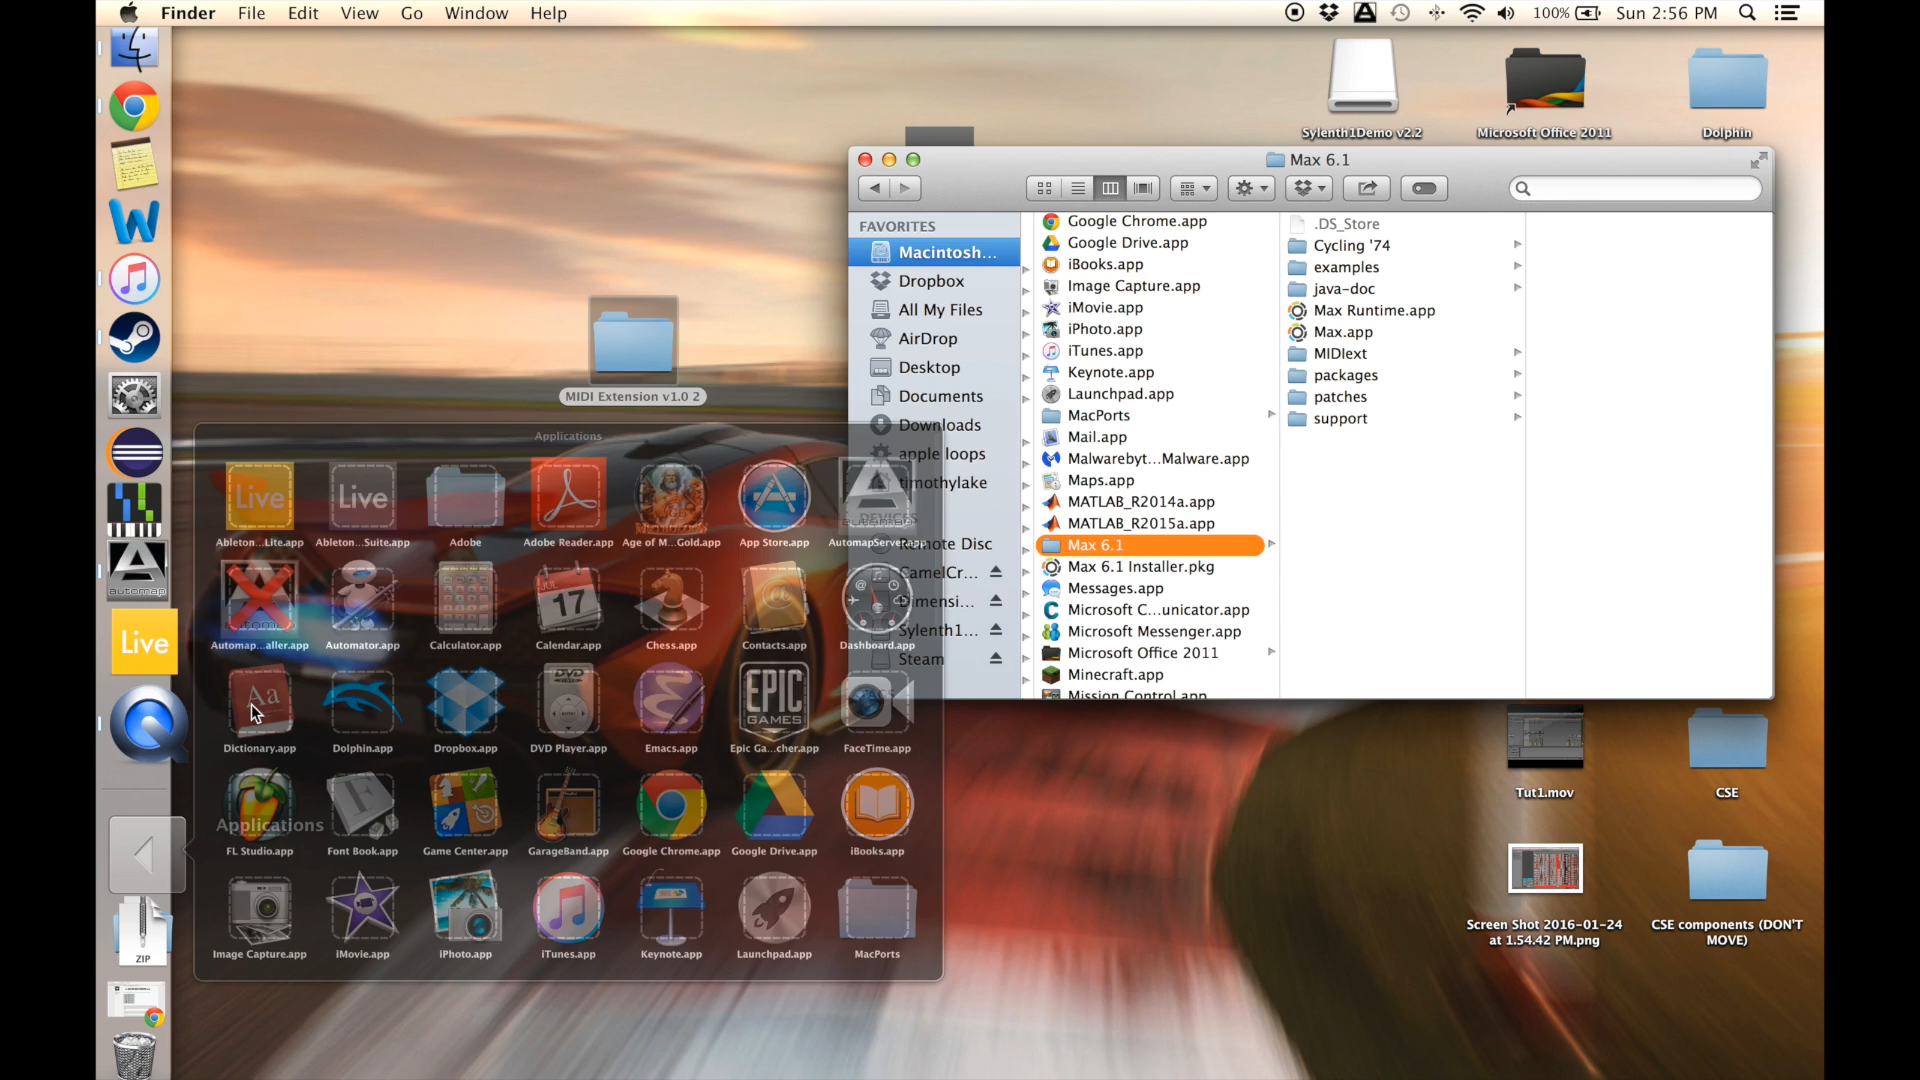 Finder File Edit View Go Window Help
100% Sun 2:56 PM
Sylenth1Demo v2.2
Microsoft Office 2011
Dolphin
Max 6.1
FAVORITES
Macintosh...
Dropbox
All My Files
AirDrop
Desktop
Documents
Downloads
apple loops
timothylake
DEVICES
Remote Disc
CamelCr...
Dimensi...
Sylenth1...
Steam
Google Chrome.app
Google Drive.app
iBooks.app
Image Capture.app
iMovie.app
iPhoto.app
iTunes.app
Keynote.app
Launchpad.app
MacPorts
Mail.app
Malwarebyt...Malware.app
Maps.app
MATLAB_R2014a.app
MATLAB_R2015a.app
Max 6.1
Max 6.1 Installer.pkg
Messages.app
Microsoft C...unicator.app
Microsoft Messenger.app
Microsoft Office 2011
Minecraft.app
Mission Control.app
.DS_Store
Cycling '74
examples
java-doc
Max Runtime.app
Max.app
MIDIext
packages
patches
support
MIDI Extension v1.0 2
Applications
Live
Live
Ableton...Lite.app
Ableton...Suite.app
Adobe
Adobe Reader.app
Age of M...Gold.app
App Store.app
automap
AutomapServer.app
JUL
17
Automap...aller.app
Automator.app
Calculator.app
Calendar.app
Chess.app
Contacts.app
Dashboard.app
Aa
DVD
EPIC
GAMES
Dictionary.app
Dolphin.app
Dropbox.app
DVD Player.app
Emacs.app
Epic Ga...cher.app
FaceTime.app
Applications
FL Studio.app
Font Book.app
Game Center.app
GarageBand.app
Google Chrome.app
Google Drive.app
iBooks.app
Image Capture.app
iMovie.app
iPhoto.app
iTunes.app
Keynote.app
Launchpad.app
MacPorts
automap
Live
ZIP
Tut1.mov
CSE
Screen Shot 2016-01-24
at 1.54.42 PM.png
CSE components (DON'T
MOVE)